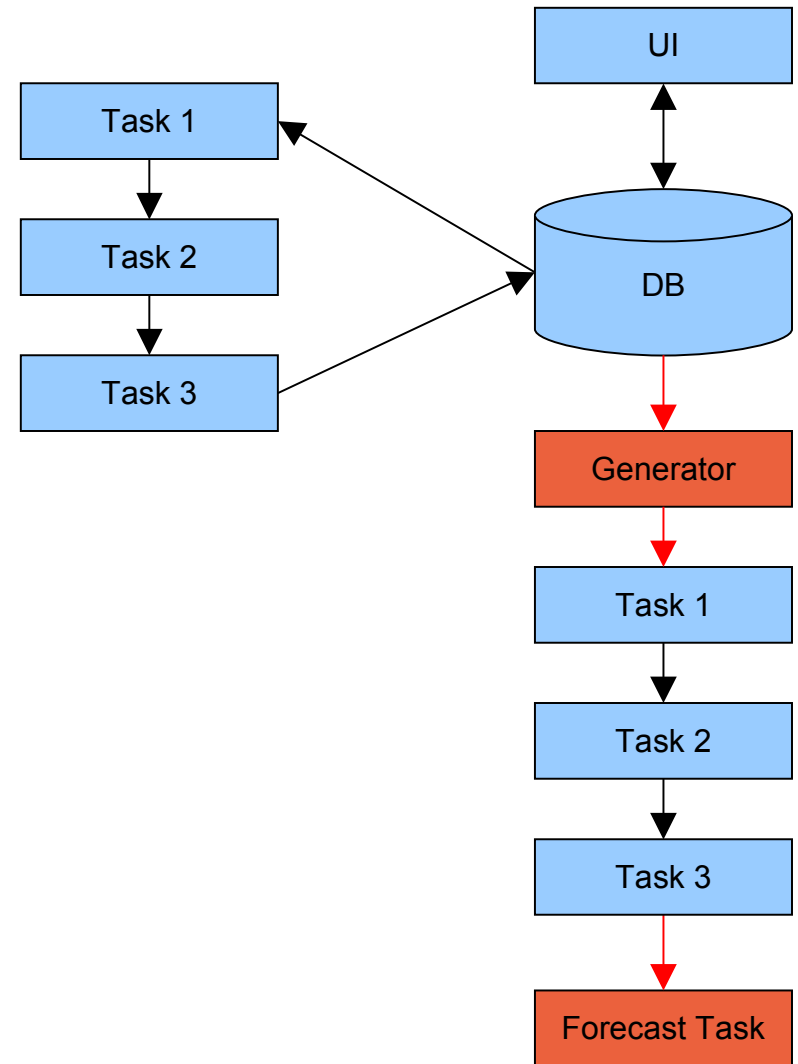 UI
Task 1
Task 2
DB
Task 3
Generator
Task 1
Task 2
Task 3
Forecast Task